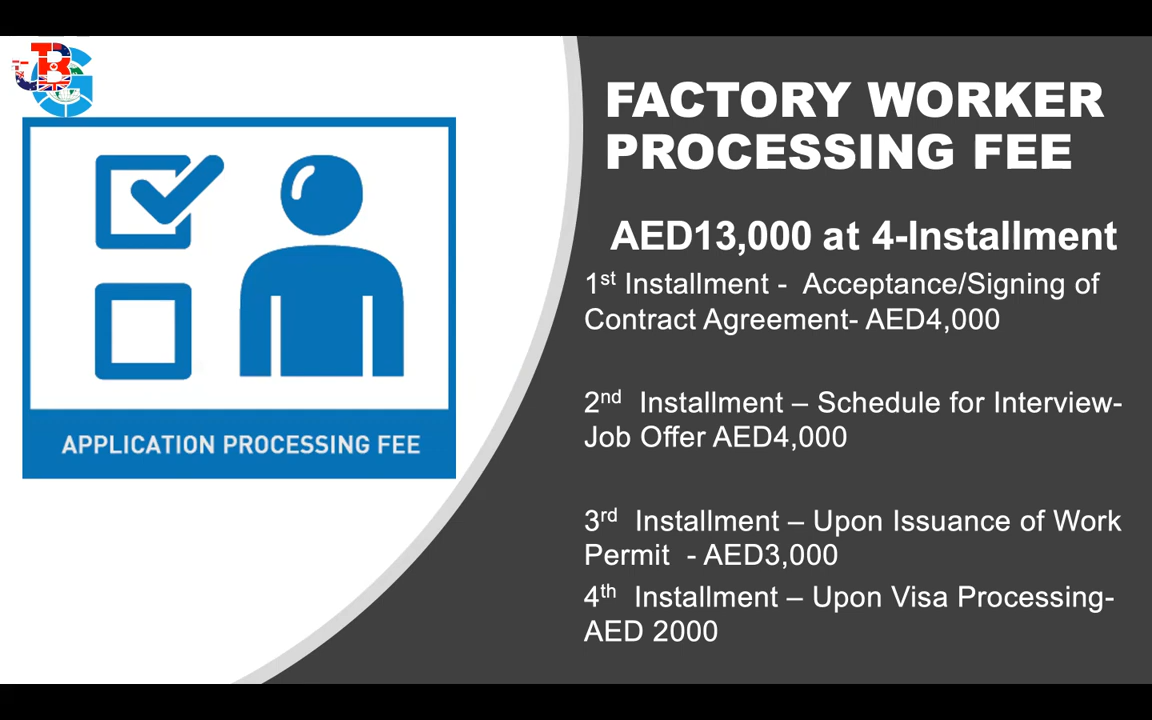 JBG
APPLICATION PROCESSING FEE
FACTORY WORKER
PROCESSING FEE
AED13,000 at 4-Installment
1st Installment - Acceptance/Signing of
Contract Agreement- AED4,000
2nd Installment – Schedule for Interview-
Job Offer AED4,000
3rd Installment – Upon Issuance of Work
Permit - AED3,000
4th Installment – Upon Visa Processing-
AED 2000